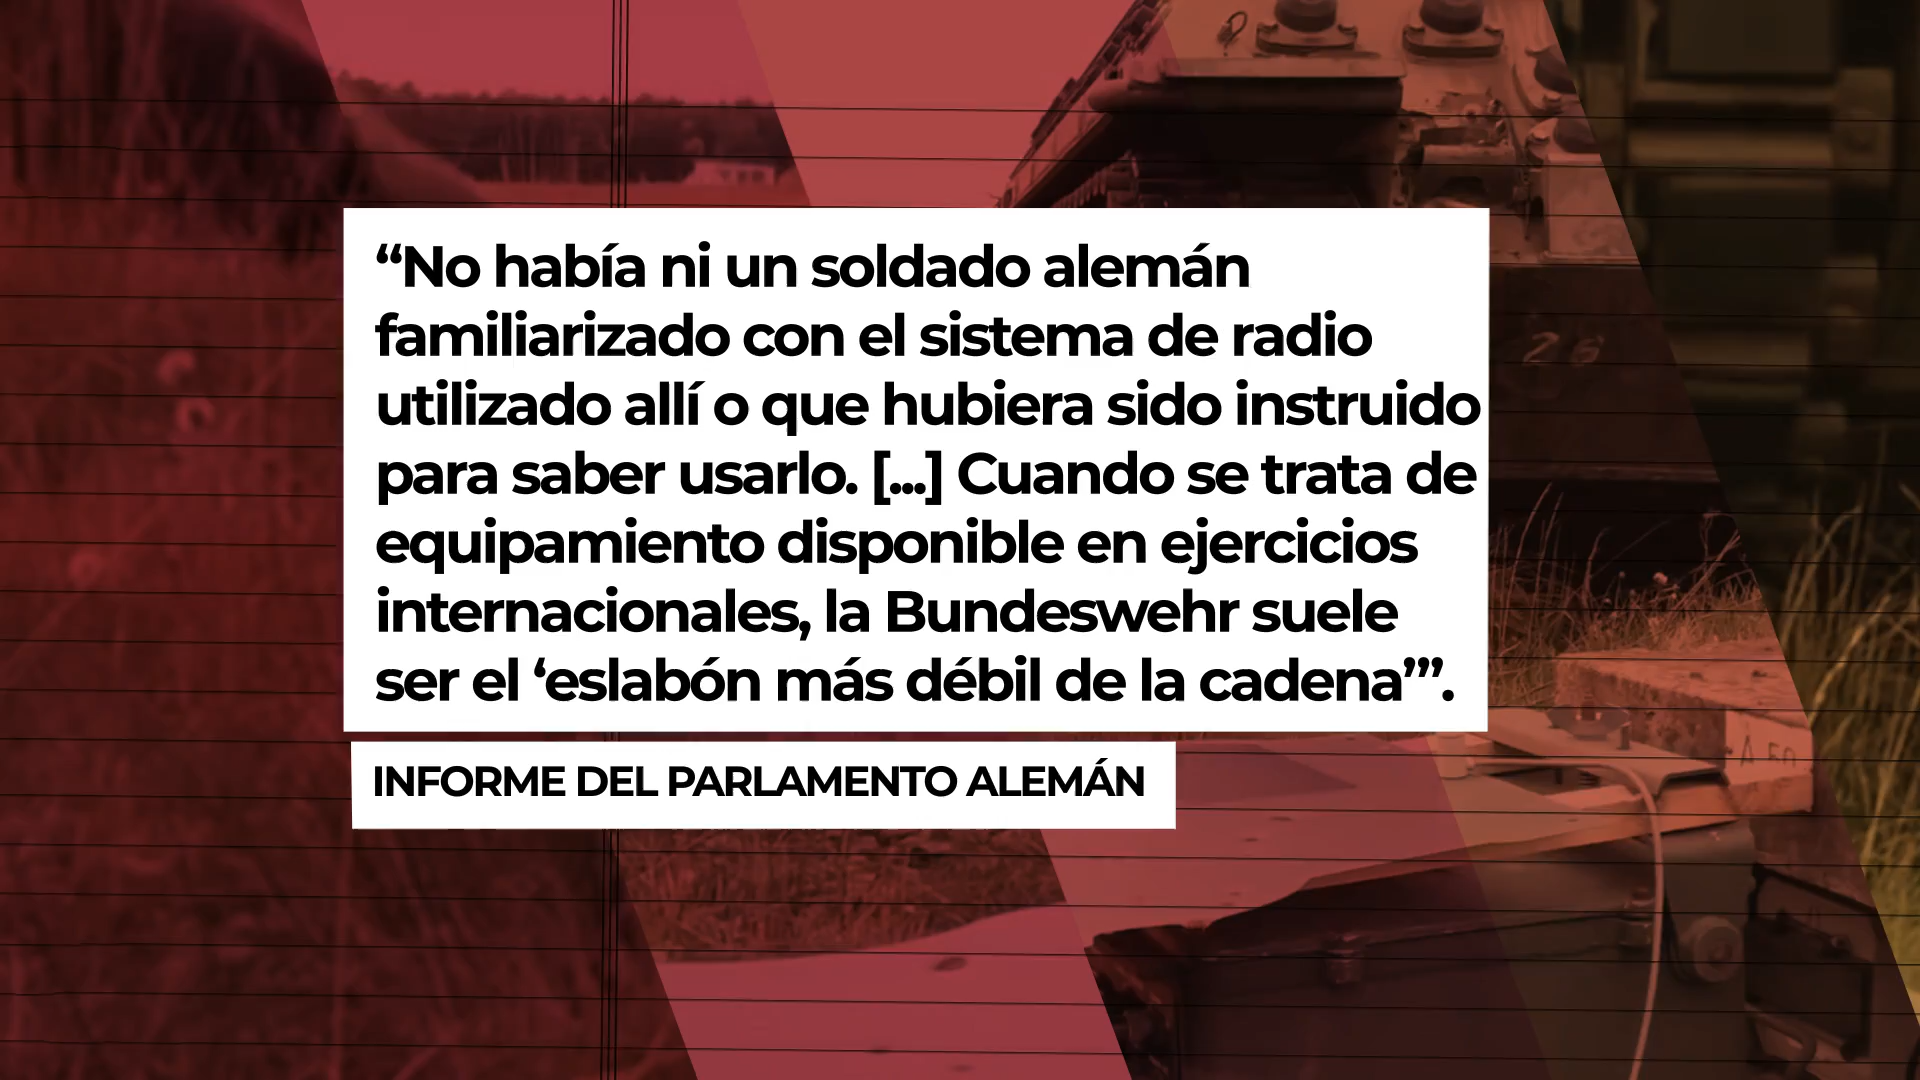 “No había ni un soldado alemán
familiarizado con el sistema de radio
utilizado allí o que hubiera sido instruido
para saber usarlo. [...] Cuando se trata de
equipamiento disponible en ejercicios
internacionales, la Bundeswehr suele
ser el ‘eslabón más débil de la cadena’”.
INFORME DEL PARLAMENTO ALEMÁN
26
A 50